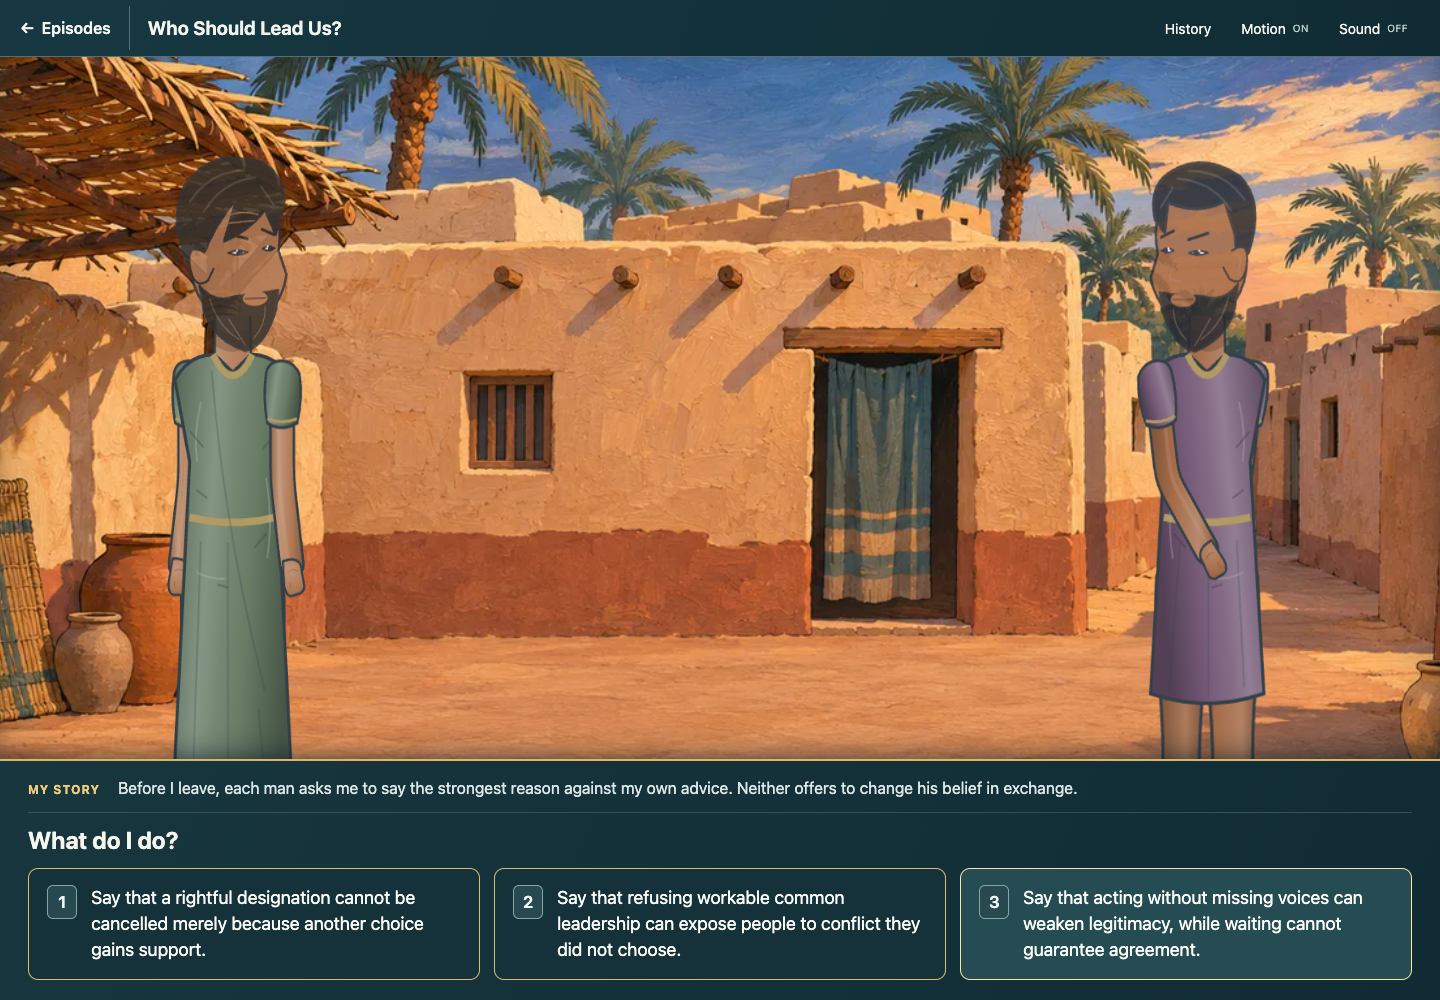 ← Episodes
Who Should Lead Us?
History
Motion ON
Sound OFF
MY STORY Before I leave, each man asks me to say the strongest reason against my own advice. Neither offers to change his belief in exchange.
What do I do?
1 Say that a rightful designation cannot be
cancelled merely because another choice
gains support.
2 Say that refusing workable common
leadership can expose people to conflict they
did not choose.
3 Say that acting without missing voices can
weaken legitimacy, while waiting cannot
guarantee agreement.